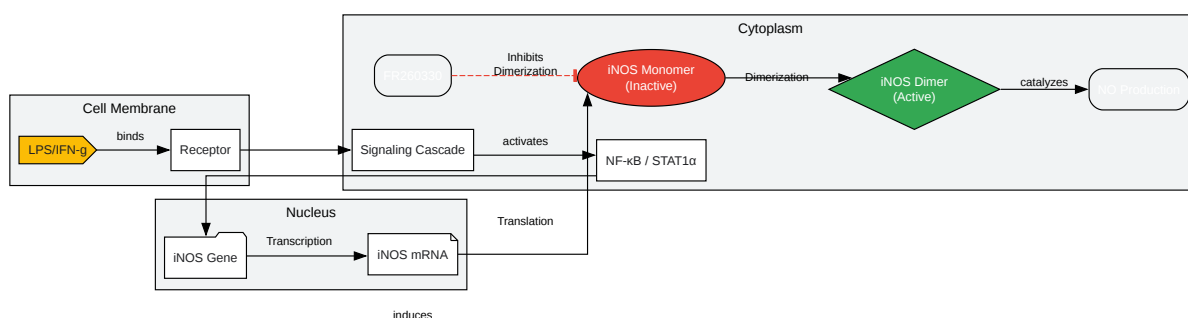 Cytoplasm
FR260330
Inhibits
Dimerization
iNOS Monomer
(Inactive)
Dimerization
iNOS Dimer
(Active)
catalyzes
NO Production
Cell Membrane
LPS/IFN-g
binds
Receptor
Signaling Cascade
activates
NF-κB / STAT1α
Nucleus
iNOS Gene
Transcription
iNOS mRNA
Translation
induces